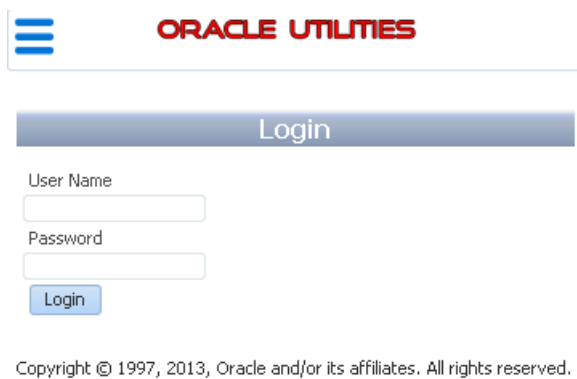 ORACLE UTILITIES
Login
User Name
Password
Login
Copyright © 1997, 2013, Oracle and/or its affiliates. All rights reserved.